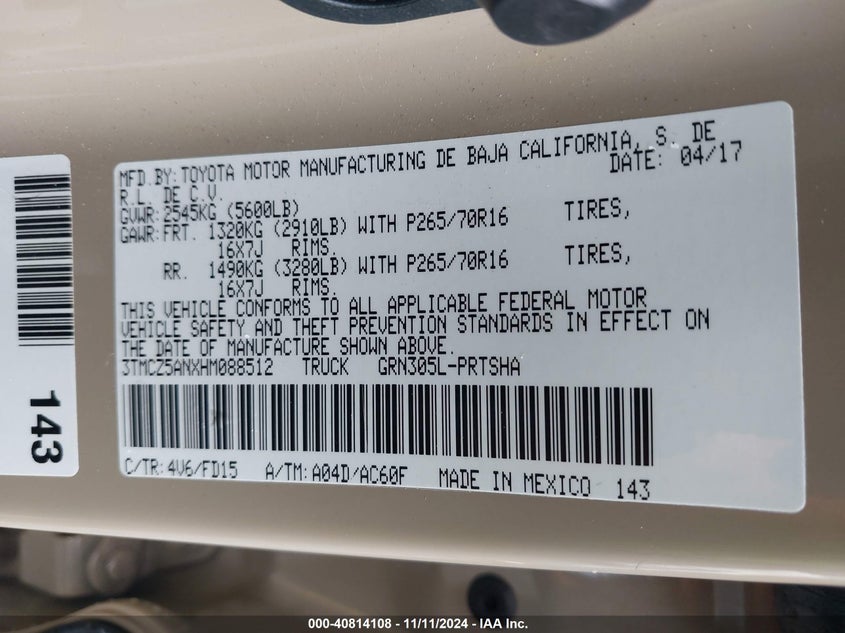 MFD.BY:TOYOTA MOTOR MANUFACTURING DE BAJA CALIFORNIA, S. DE
R.L. DE C.V. DATE: 04/17
GVWR:2545KG (5600LB)
GAWR:FRT. 1320KG (2910LB) WITH P265/70R16 TIRES,
16X7J RIMS.
RR. 1490KG (3280LB) WITH P265/70R16 TIRES,
16X7J RIMS.
THIS VEHICLE CONFORMS TO ALL APPLICABLE FEDERAL MOTOR
VEHICLE SAFETY AND THEFT PREVENTION STANDARDS IN EFFECT ON
THE DATE OF MANUFACTURE SHOWN ABOVE.
3TMCZ5ANXHM088512 TRUCK GRN305L-PRTSHA
C/TR:4V6/FD15 A/TM:A04D/AC60F MADE IN MEXICO 143
143
000-40814108 - 11/11/2024 - IAA Inc.